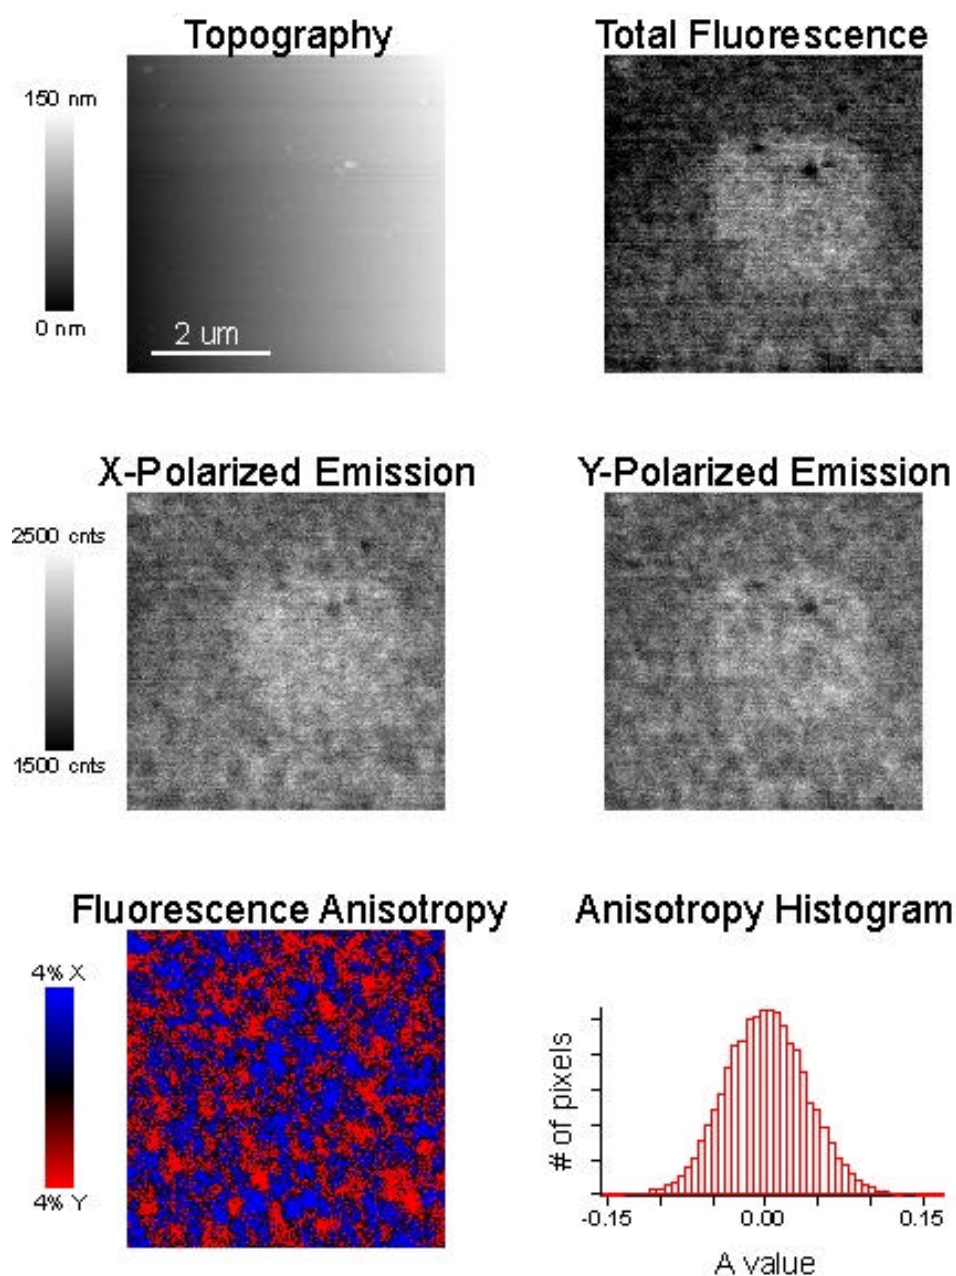 Topography
Total Fluorescence
150 nm
0 nm
2 um
X-Polarized Emission
Y-Polarized Emission
2500 cnts
1500 cnts
Fluorescence Anisotropy
Anisotropy Histogram
4% X
4% Y
# of pixels
-0.15
0.00
0.15
A value